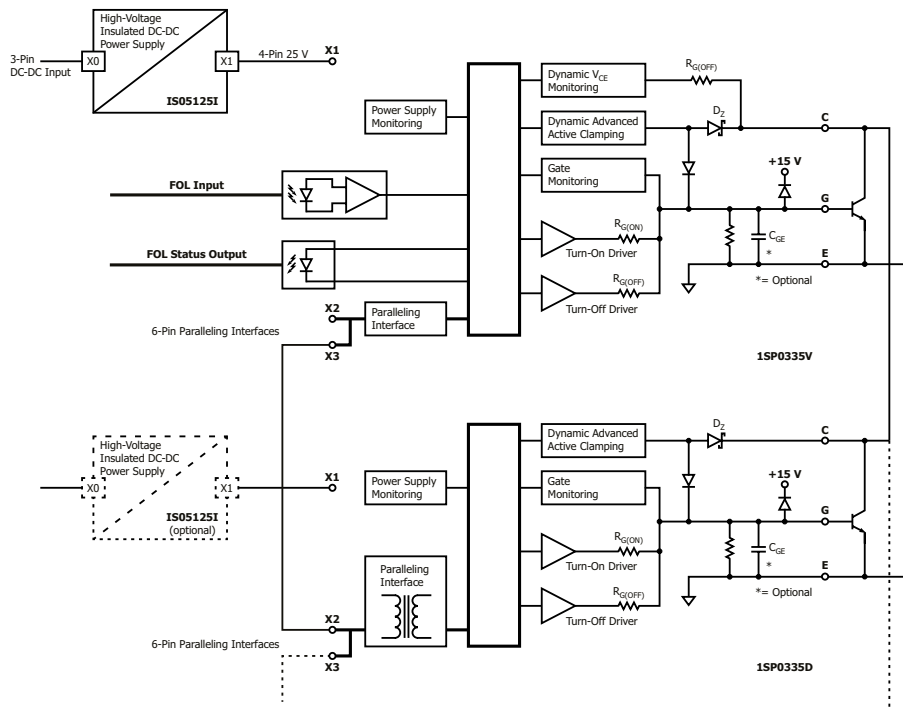 High-Voltage
Insulated DC-DC
Power Supply
3-Pin
DC-DC Input
X0
X1
4-Pin 25 V
X1
IS05125I
Power Supply
Monitoring
FOL Input
FOL Status Output
X2
6-Pin Paralleling Interfaces
X3
Paralleling
Interface
Dynamic VCE
Monitoring
RG(OFF)
Dynamic Advanced
Active Clamping
DZ
C
Gate
Monitoring
+15 V
G
RG(ON)
Turn-On Driver
CGE
*
E
RG(OFF)
Turn-Off Driver
*= Optional
1SP0335V
High-Voltage
Insulated DC-DC
Power Supply
X0
X1
IS05125I
(optional)
X1
Power Supply
Monitoring
Paralleling
Interface
X2
6-Pin Paralleling Interfaces
X3
Dynamic Advanced
Active Clamping
DZ
C
Gate
Monitoring
+15 V
G
RG(ON)
Turn-On Driver
CGE
*
E
RG(OFF)
Turn-Off Driver
*= Optional
1SP0335D